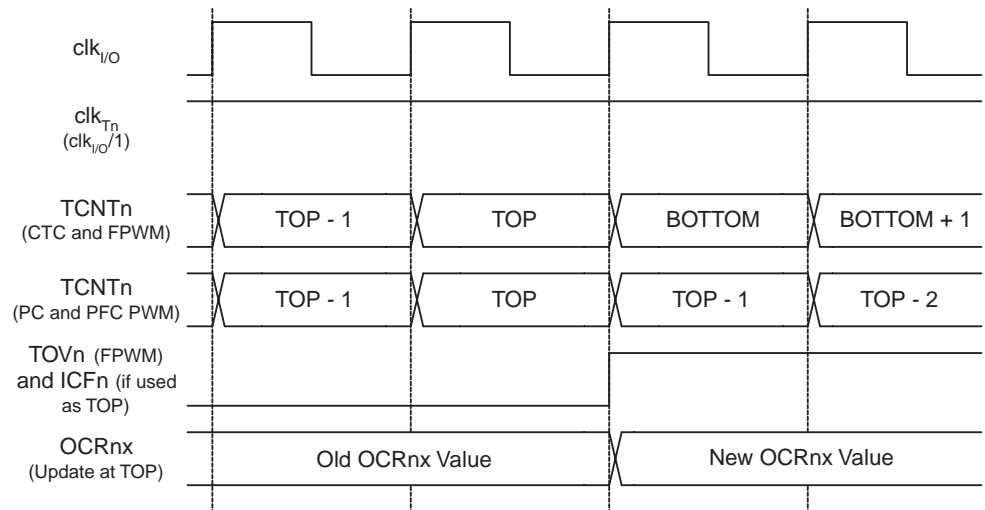 clkI/O
clkTn
(clkI/O/1)
TCNTn
(CTC and FPWM)
TOP - 1 TOP BOTTOM BOTTOM + 1
TCNTn
(PC and PFC PWM)
TOP - 1 TOP TOP - 1 TOP - 2
TOVn (FPWM)
and ICFn (if used
as TOP)
OCRnx
(Update at TOP)
Old OCRnx Value New OCRnx Value